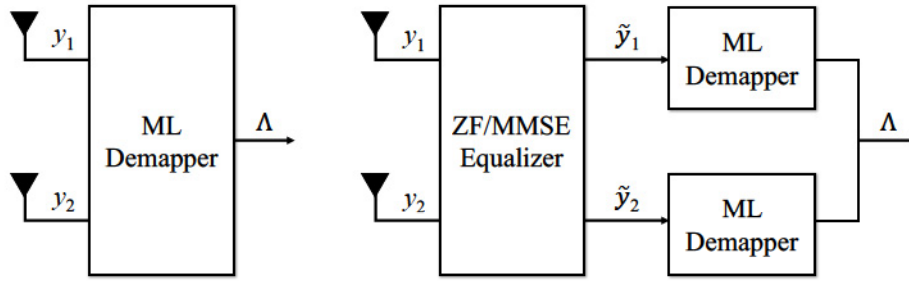 y₁
ML
Demapper
Λ
y₂
y₁
ZF/MMSE
Equalizer
ỹ₁
ML
Demapper
Λ
y₂
ỹ₂
ML
Demapper